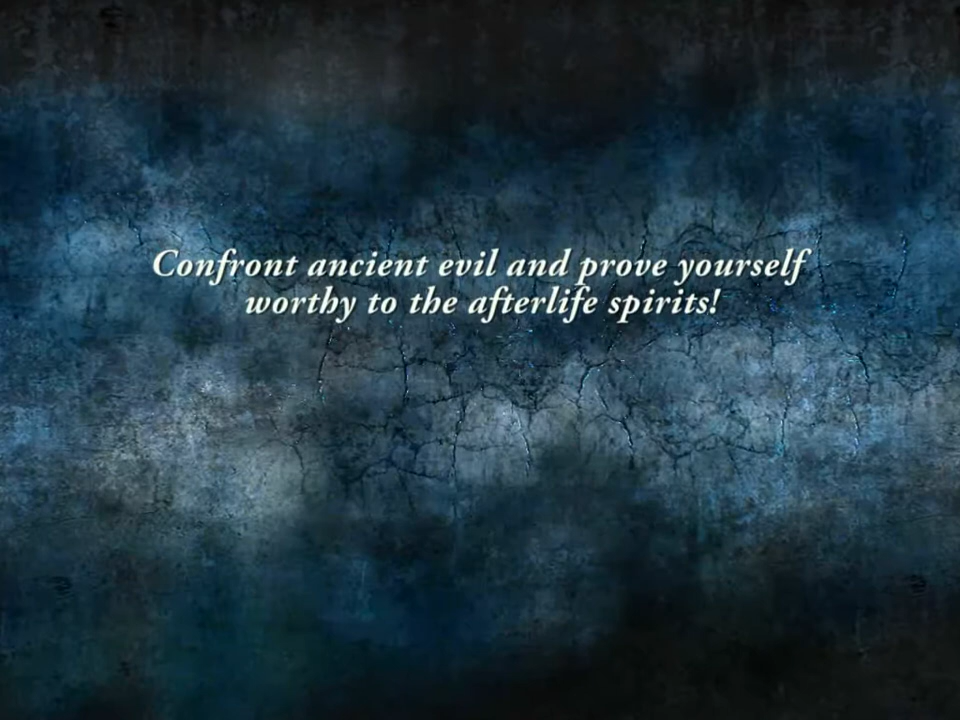 Confront ancient evil and prove yourself
worthy to the afterlife spirits!